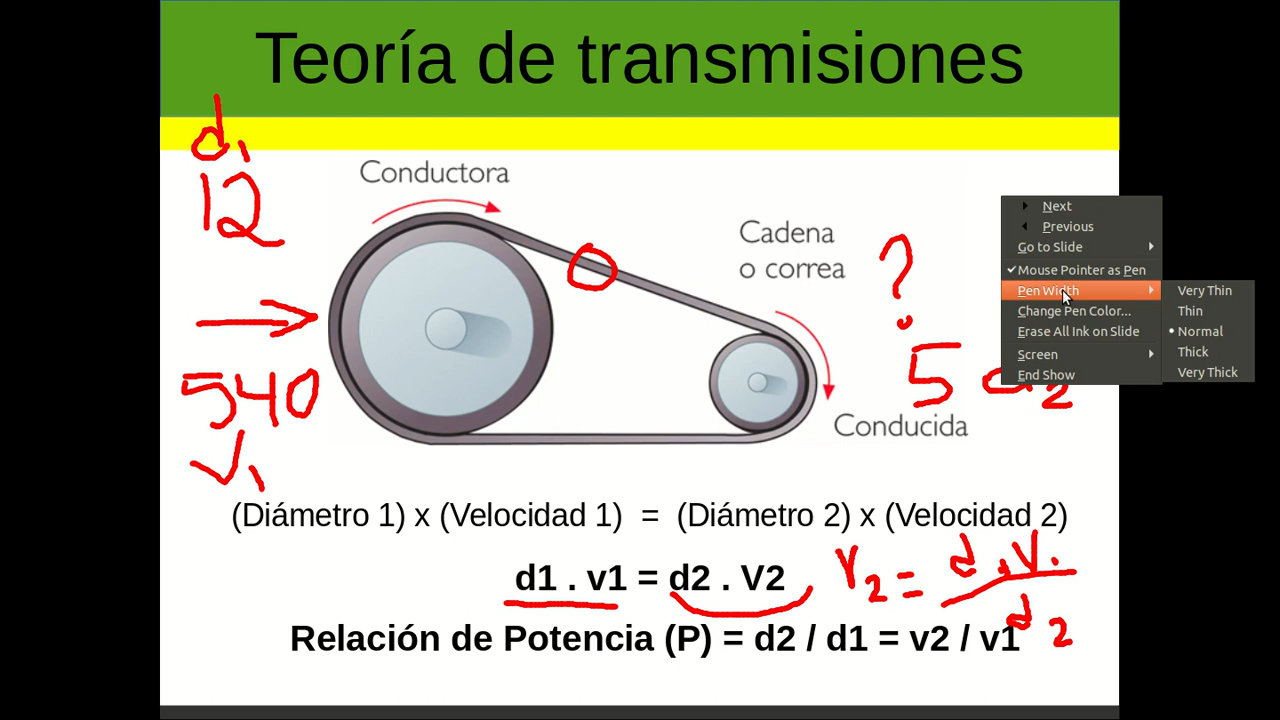 Teoría de transmisiones
d1
12
Conductora
Cadena
o correa
?
540
v1
5 d2
Conducida
(Diámetro 1) x (Velocidad 1) = (Diámetro 2) x (Velocidad 2)
d1 . v1 = d2 . V2
V2 = d1 V1
d2
Relación de Potencia (P) = d2 / d1 = v2 / v1
Next
Previous
Go to Slide
Mouse Pointer as Pen
Pen Width
Change Pen Color...
Erase All Ink on Slide
Screen
End Show
Very Thin
Thin
Normal
Thick
Very Thick